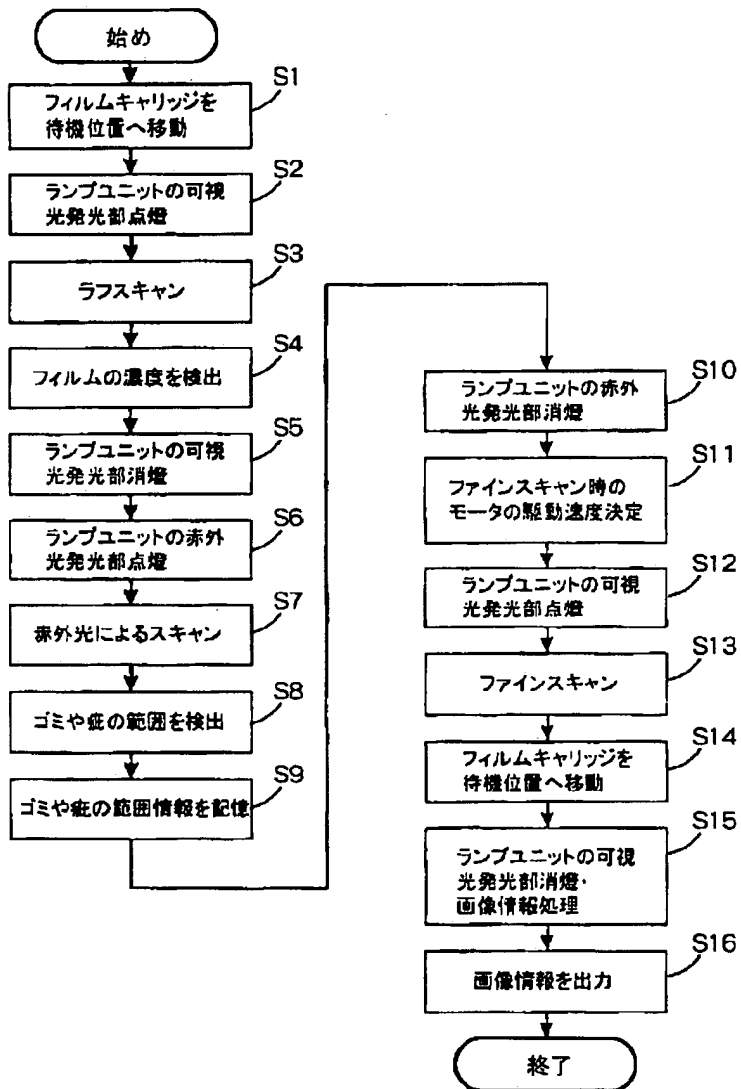 始め
S1
フィルムキャリッジを
待機位置へ移動
S2
ランプユニットの可視
光発光部点燈
S3
ラフスキャン
S4
フィルムの濃度を検出
S5
ランプユニットの可視
光発光部消燈
S6
ランプユニットの赤外
光発光部点燈
S7
赤外光によるスキャン
S8
ゴミや疵の範囲を検出
S9
ゴミや疵の範囲情報を記憶
S10
ランプユニットの赤外
光発光部消燈
S11
ファインスキャン時の
モータの駆動速度決定
S12
ランプユニットの可視
光発光部点燈
S13
ファインスキャン
S14
フィルムキャリッジを
待機位置へ移動
S15
ランプユニットの可視
光発光部消燈・
画像情報処理
S16
画像情報を出力
終了